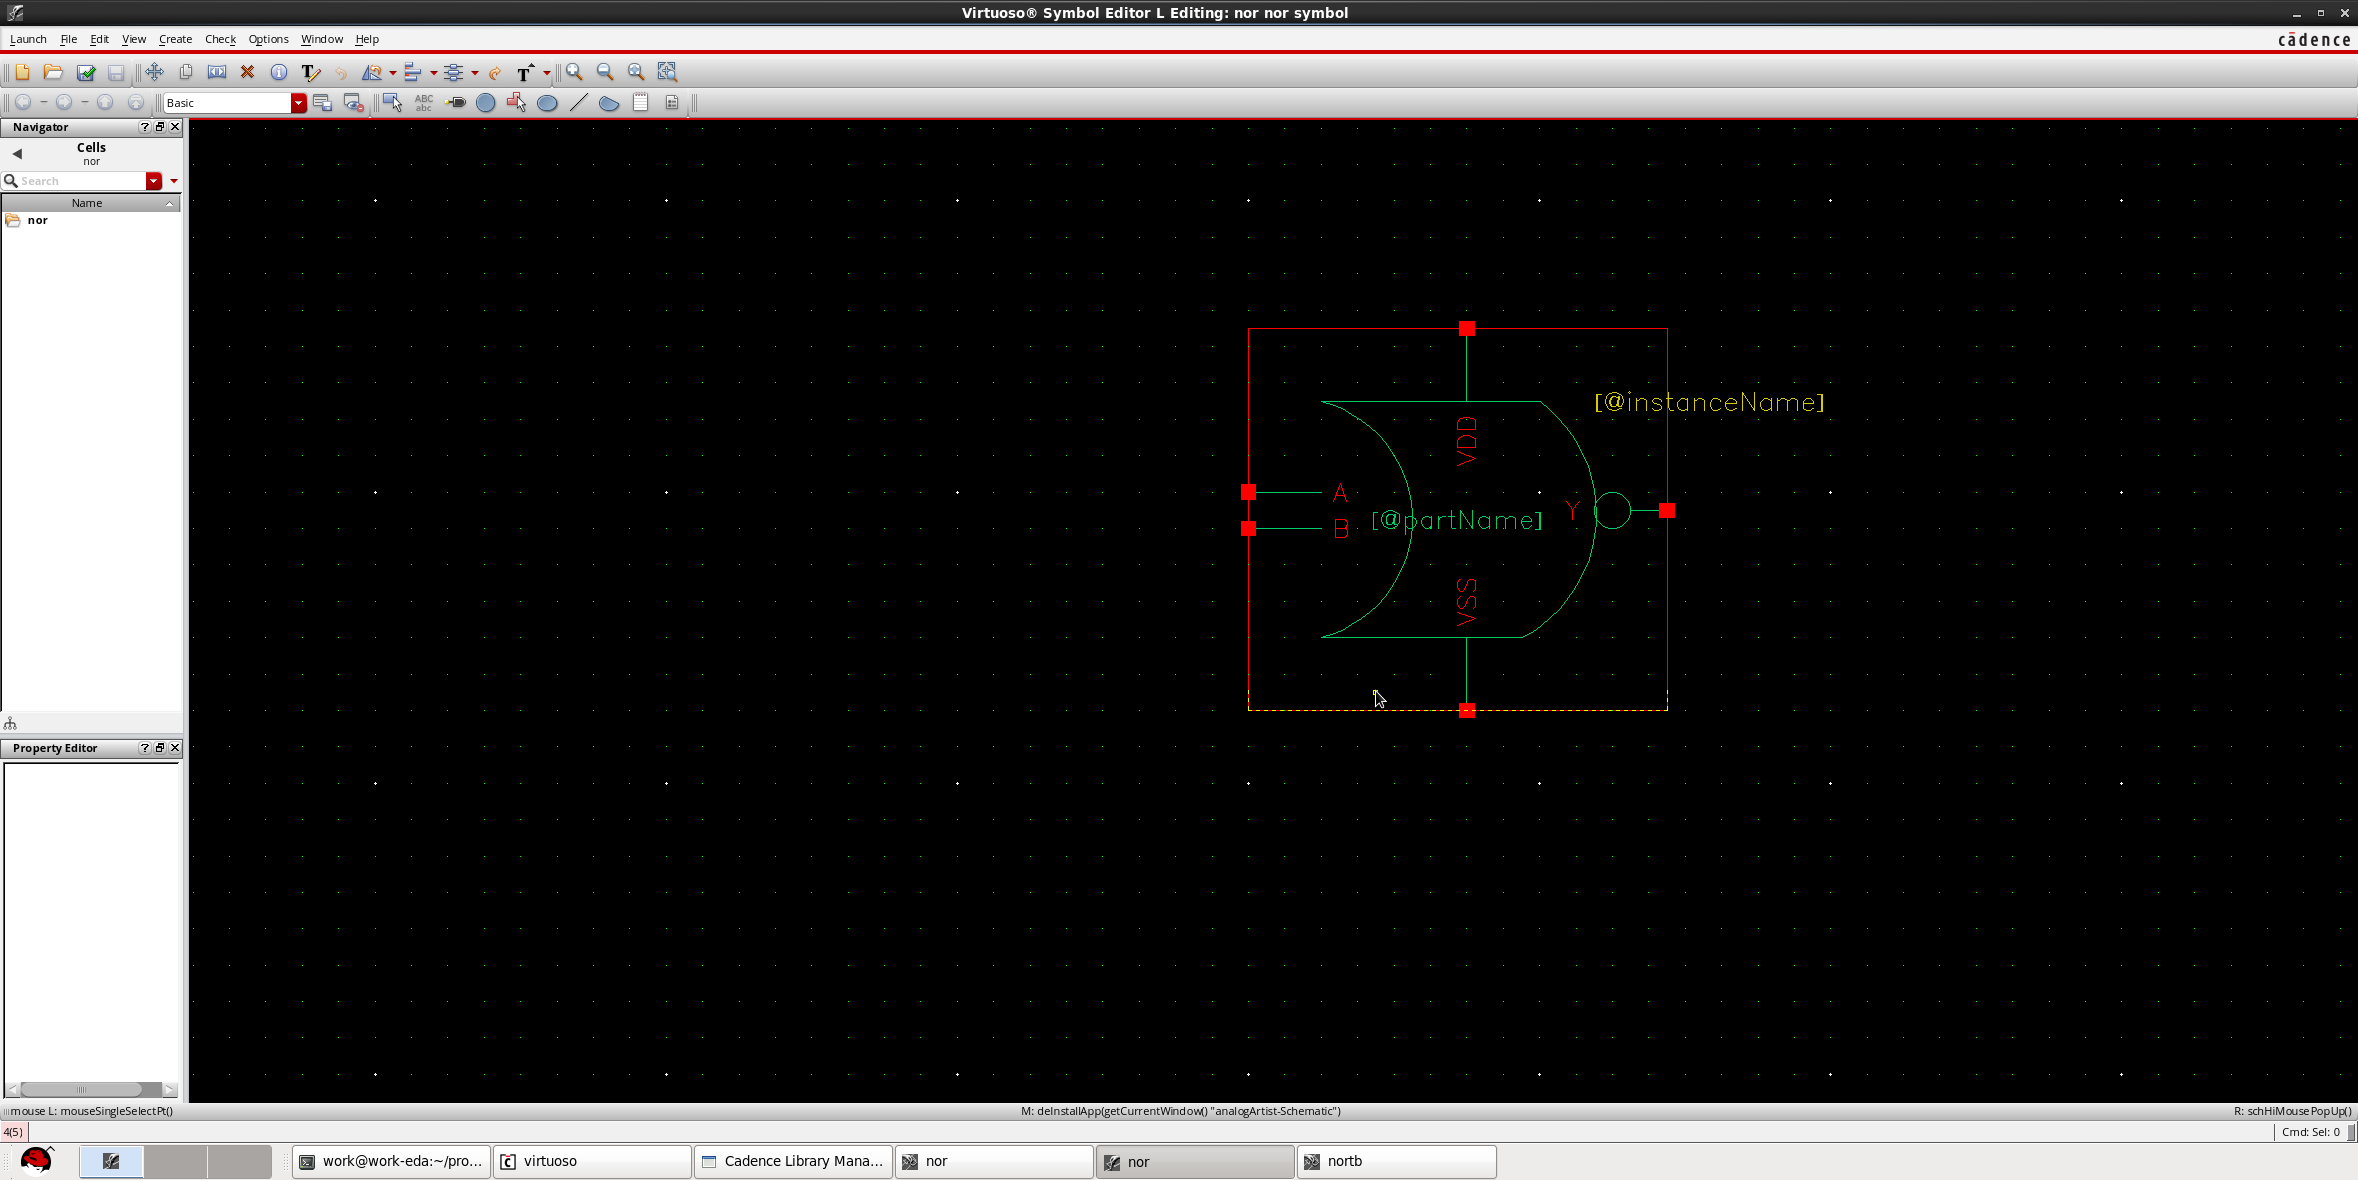 Virtuoso® Symbol Editor L Editing: nor nor symbol
Launch File Edit View Create Check Options Window Help
cādence
Basic
ABC
abc
Navigator
Cells
nor
Search
Name
nor
Property Editor
[@instanceName]
VDD
A
[@partName]
Y
B
VSS
mouse L: mouseSingleSelectPt()
M: deInstallApp(getCurrentWindow() "analogArtist-Schematic")
R: schHiMousePopUp()
4(5)
Cmd: Sel: 0
work@work-eda:~/pro...
virtuoso
Cadence Library Mana...
nor
nor
nortb